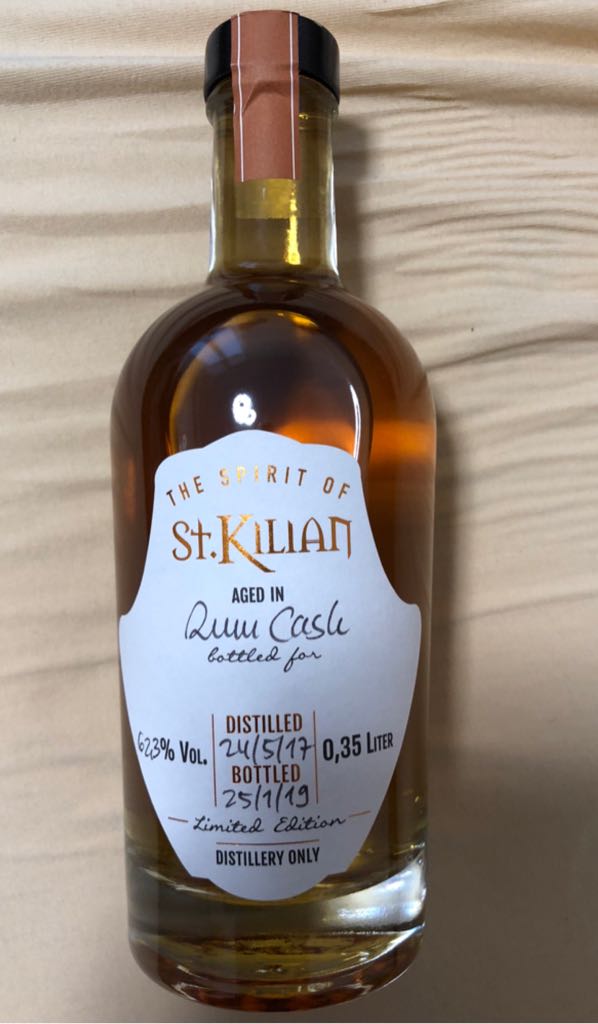 THE SPIRIT OF
St. KILIAN
AGED IN
Rum Cask
bottled for
62,3% VOL.
DISTILLED
24/5/17
BOTTLED
25/1/19
0,35 LITER
Limited Edition
DISTILLERY ONLY